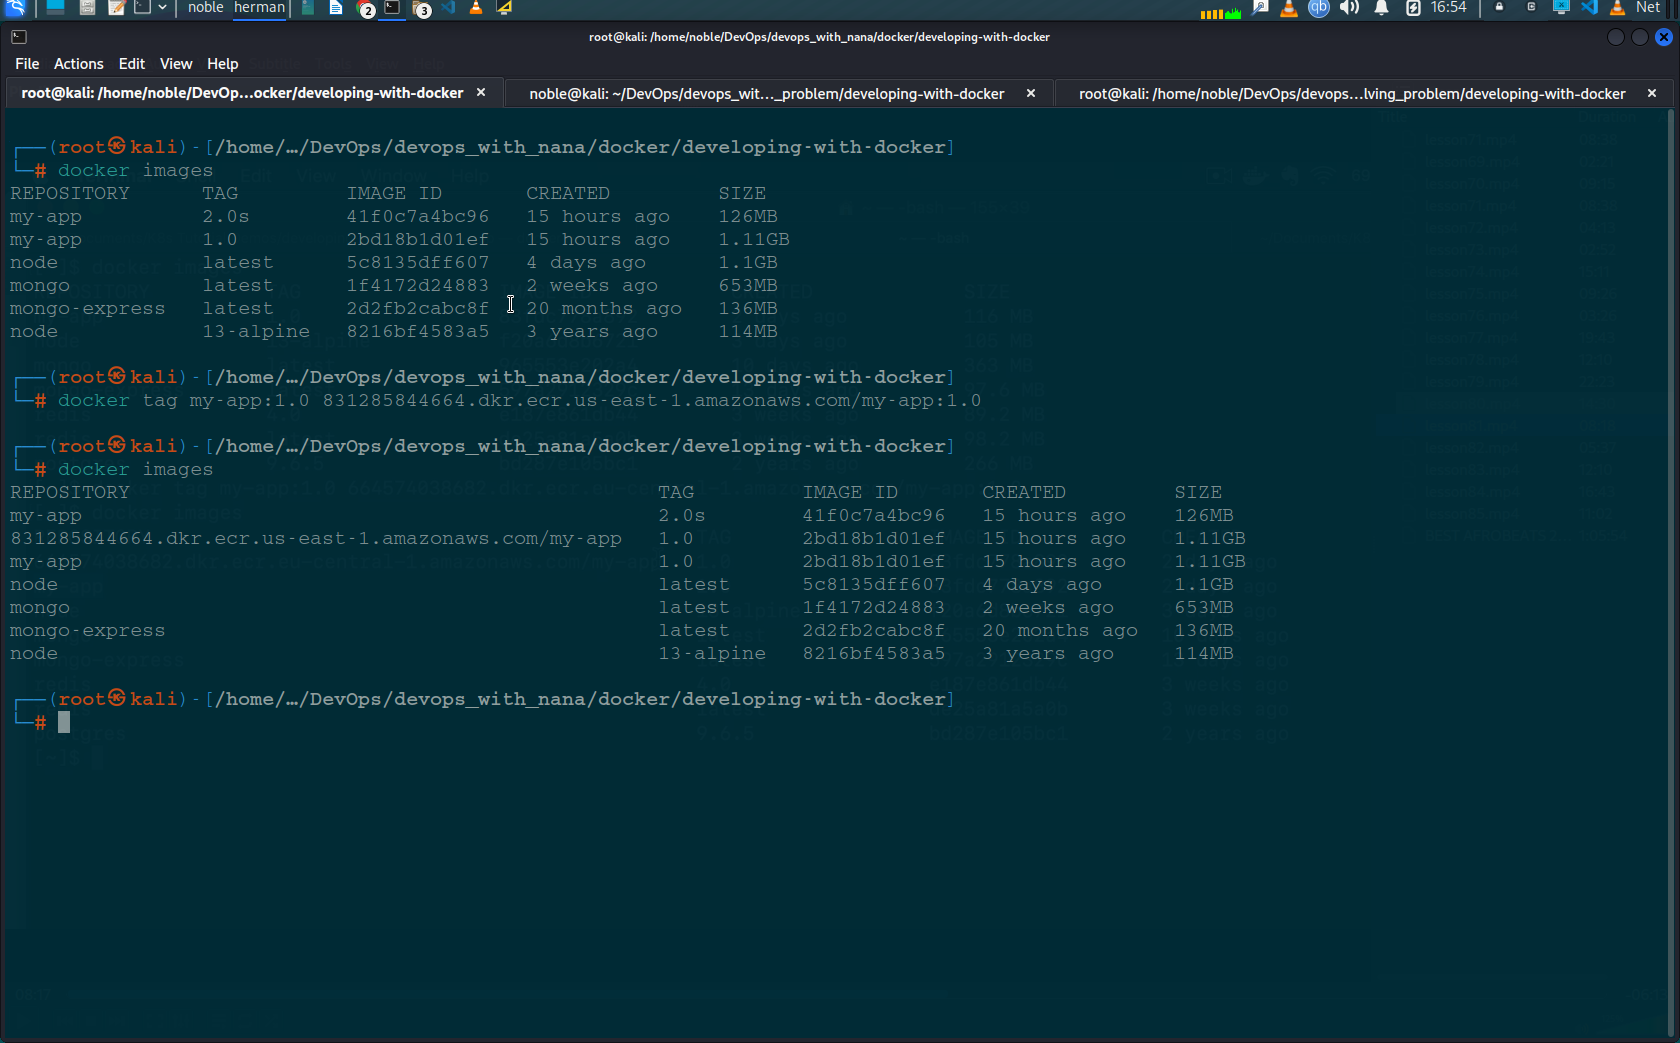 noble herman 2 3 qb 16:54 Net
root@kali: /home/noble/DevOps/devops_with_nana/docker/developing-with-docker
File Actions Edit View Help
root@kali: /home/noble/DevOp...ocker/developing-with-docker × noble@kali: ~/DevOps/devops_wit..._problem/developing-with-docker × root@kali: /home/noble/DevOps/devops...lving_problem/developing-with-docker ×
┌──(root㉿kali)-[/home/…/DevOps/devops_with_nana/docker/developing-with-docker]
└─# docker images
REPOSITORY TAG IMAGE ID CREATED SIZE
my-app 2.0s 41f0c7a4bc96 15 hours ago 126MB
my-app 1.0 2bd18b1d01ef 15 hours ago 1.11GB
node latest 5c8135dff607 4 days ago 1.1GB
mongo latest 1f4172d24883 2 weeks ago 653MB
mongo-express latest 2d2fb2cabc8f 20 months ago 136MB
node 13-alpine 8216bf4583a5 3 years ago 114MB
┌──(root㉿kali)-[/home/…/DevOps/devops_with_nana/docker/developing-with-docker]
└─# docker tag my-app:1.0 831285844664.dkr.ecr.us-east-1.amazonaws.com/my-app:1.0
┌──(root㉿kali)-[/home/…/DevOps/devops_with_nana/docker/developing-with-docker]
└─# docker images
REPOSITORY TAG IMAGE ID CREATED SIZE
my-app 2.0s 41f0c7a4bc96 15 hours ago 126MB
831285844664.dkr.ecr.us-east-1.amazonaws.com/my-app 1.0 2bd18b1d01ef 15 hours ago 1.11GB
my-app 1.0 2bd18b1d01ef 15 hours ago 1.11GB
node latest 5c8135dff607 4 days ago 1.1GB
mongo latest 1f4172d24883 2 weeks ago 653MB
mongo-express latest 2d2fb2cabc8f 20 months ago 136MB
node 13-alpine 8216bf4583a5 3 years ago 114MB
┌──(root㉿kali)-[/home/…/DevOps/devops_with_nana/docker/developing-with-docker]
└─#